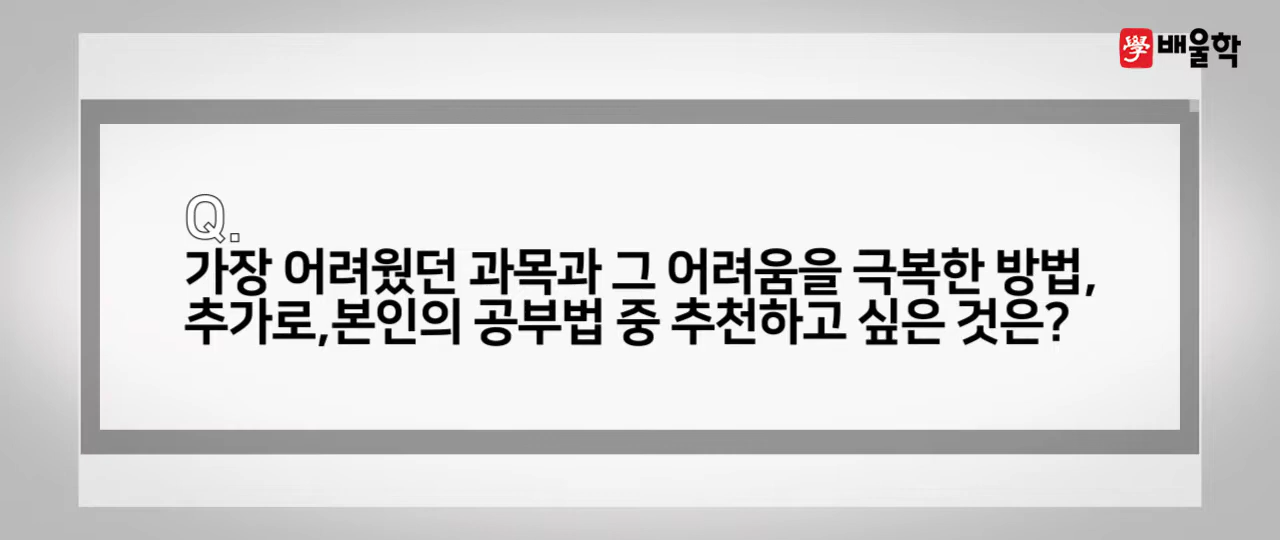 學 배울학
Q.
가장 어려웠던 과목과 그 어려움을 극복한 방법,
추가로,본인의 공부법 중 추천하고 싶은 것은?